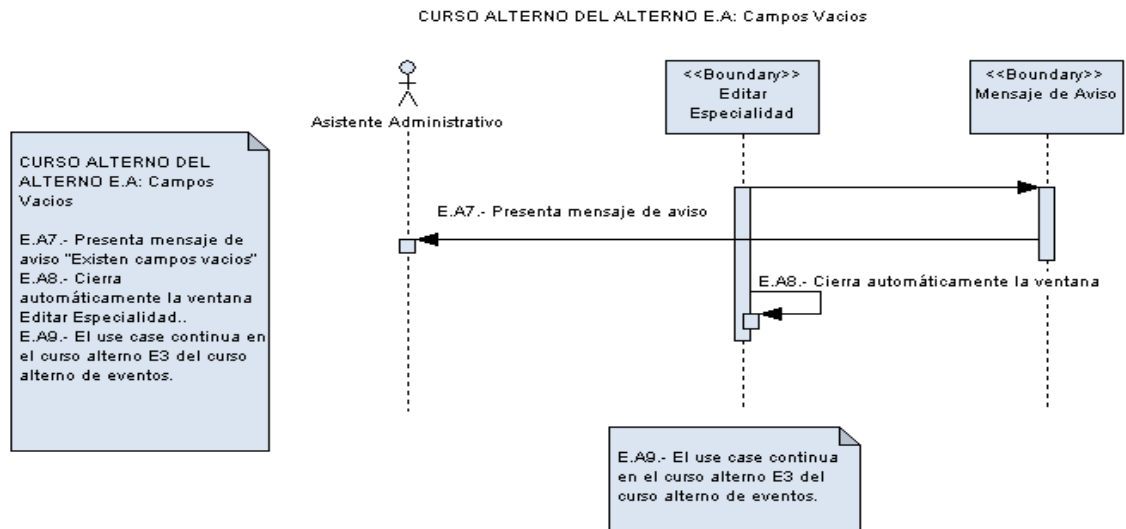 CURSO ALTERNO DEL ALTERNO E.A: Campos Vacios
<<Boundary>>
Editar
Especialidad
<<Boundary>>
Mensaje de Aviso
Asistente Administrativo
CURSO ALTERNO DEL
ALTERNO E.A: Campos
Vacios
E.A7.- Presenta mensaje de
aviso "Existen campos vacios"
E.A8.- Cierra
automáticamente la ventana
Editar Especialidad..
E.A9.- El use case continua en
el curso alterno E3 del curso
alterno de eventos.
E.A7.- Presenta mensaje de aviso
E.A8.- Cierra automáticamente la ventana
E.A9.- El use case continua
en el curso alterno E3 del
curso alterno de eventos.